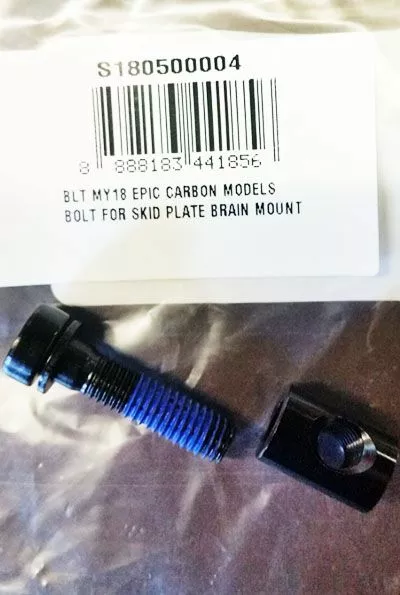 S180500004
8 888183 441856
BLT MY18 EPIC CARBON MODELS
BOLT FOR SKID PLATE BRAIN MOUNT